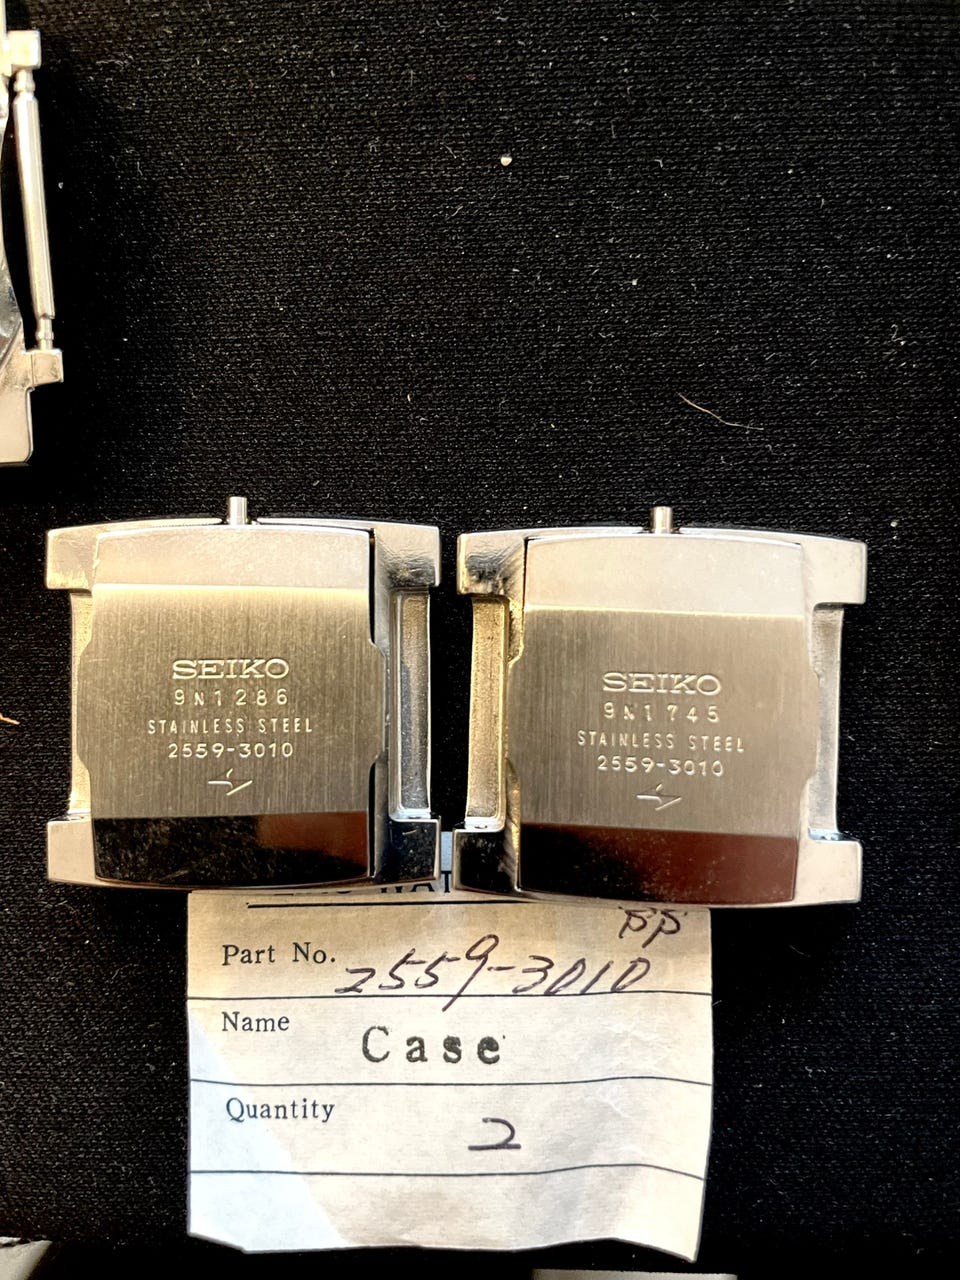 SEIKO
9N1286
STAINLESS STEEL
2559-3010
SEIKO
9N1745
STAINLESS STEEL
2559-3010
Part No. 2559-3010
Name Case
Quantity 2